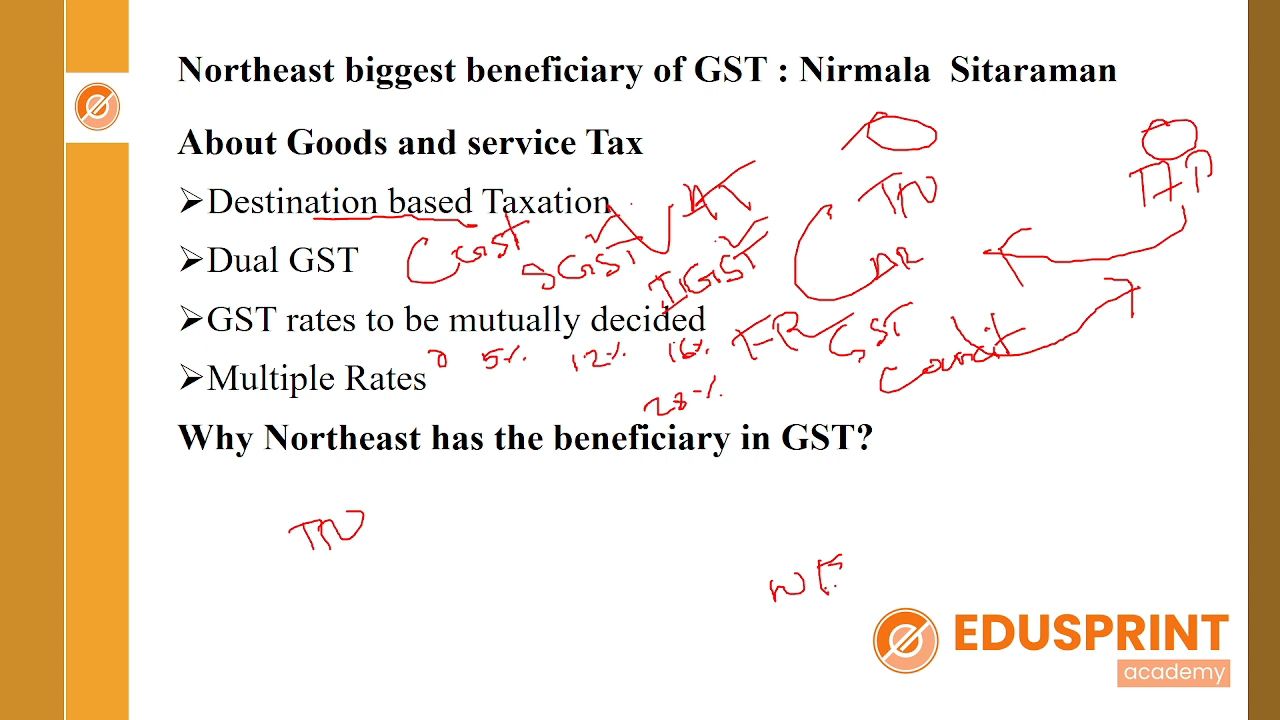 Northeast biggest beneficiary of GST : Nirmala Sitaraman
About Goods and service Tax
➢Destination based Taxation
VAT
TN
➢Dual GST
CGST SGST IGST
➢GST rates to be mutually decided
0 5% 12% 16%
28%
GST Council
➢Multiple Rates
Why Northeast has the beneficiary in GST?
TN
NE
EDUSPRINT
academy